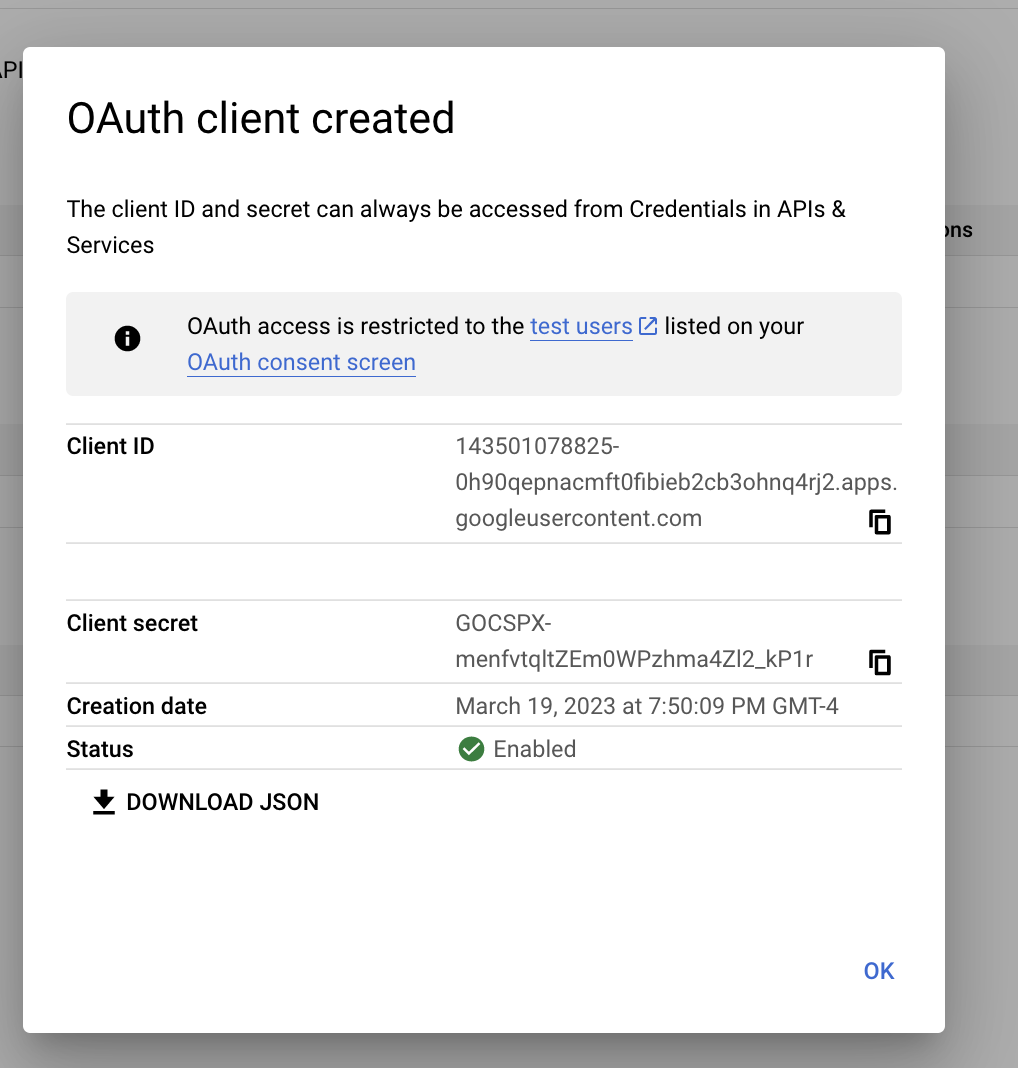 API
OAuth client created
The client ID and secret can always be accessed from Credentials in APIs &
Services
ons
OAuth access is restricted to the test users listed on your
OAuth consent screen
Client ID
143501078825-
0h90qepnacmft0fibieb2cb3ohnq4rj2.apps.
googleusercontent.com
Client secret
GOCSPX-
menfvtqltZEm0WPzhma4Zl2_kP1r
Creation date
March 19, 2023 at 7:50:09 PM GMT-4
Status
Enabled
DOWNLOAD JSON
OK